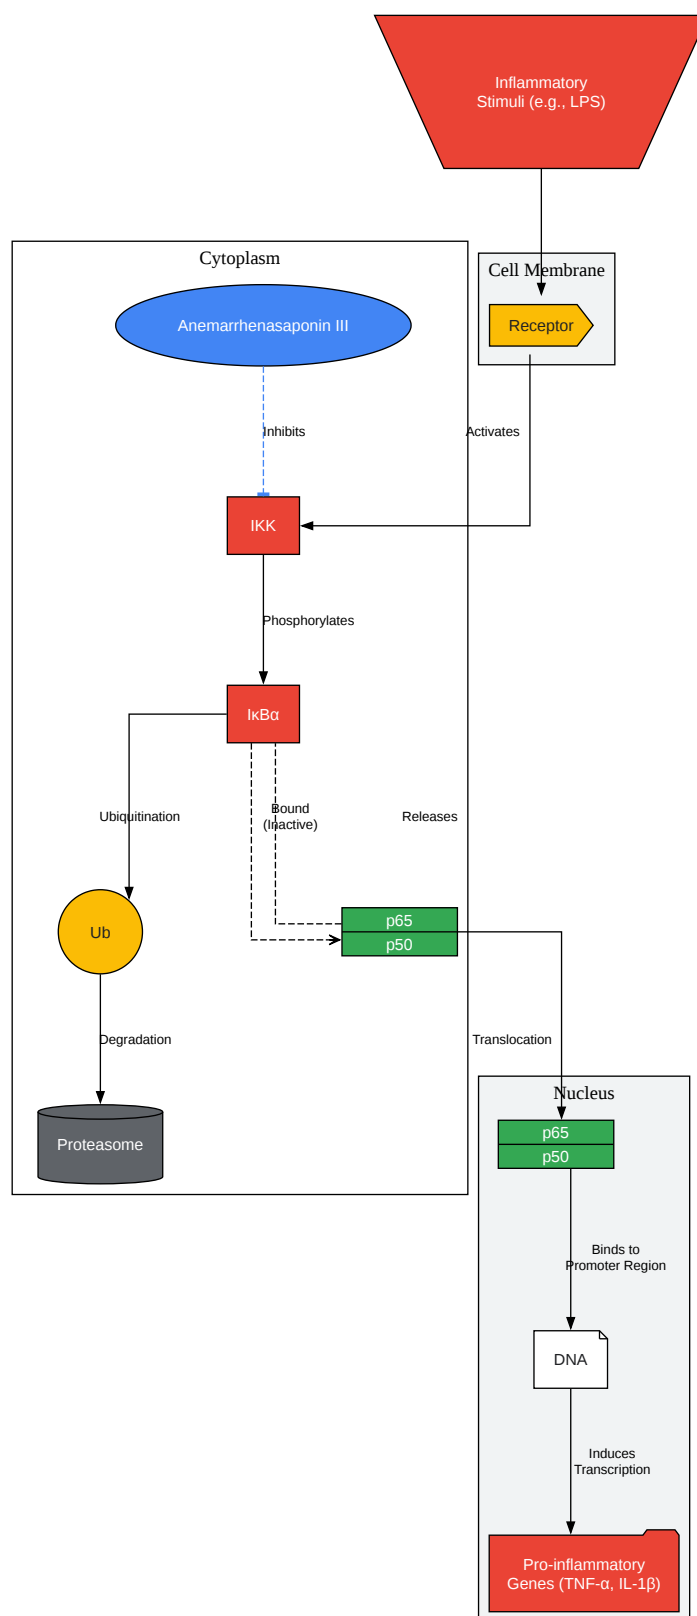 Inflammatory
Stimuli (e.g., LPS)
Cytoplasm
Cell Membrane
Anemarrhenasaponin III
Receptor
Inhibits
Activates
IKK
Phosphorylates
IκBα
Ubiquitination
Bound
(Inactive)
Releases
Ub
p65
p50
Degradation
Translocation
Proteasome
Nucleus
p65
p50
Binds to
Promoter Region
DNA
Induces
Transcription
Pro-inflammatory
Genes (TNF-α, IL-1β)